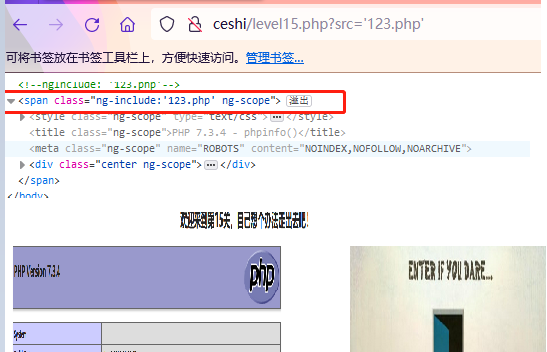 ceshi/level15.php?src='123.php'
可将书签放在书签工具栏上，方便快速访问。管理书签...
<!--ngInclude: '123.php'-->
<span class="ng-include:'123.php' ng-scope"> 溢出
<style class="ng-scope" type="text/css"> ••• </style>
<title class="ng-scope">PHP 7.3.4 - phpinfo()</title>
<meta class="ng-scope" name="ROBOTS" content="NOINDEX,NOFOLLOW,NOARCHIVE">
<div class="center ng-scope"> ••• </div>
</span>
</body>
欢迎来到第15关，自己想个办法走出去吧！
PHP Version 7.3.4
php
ENTER IF YOU DARE...
System